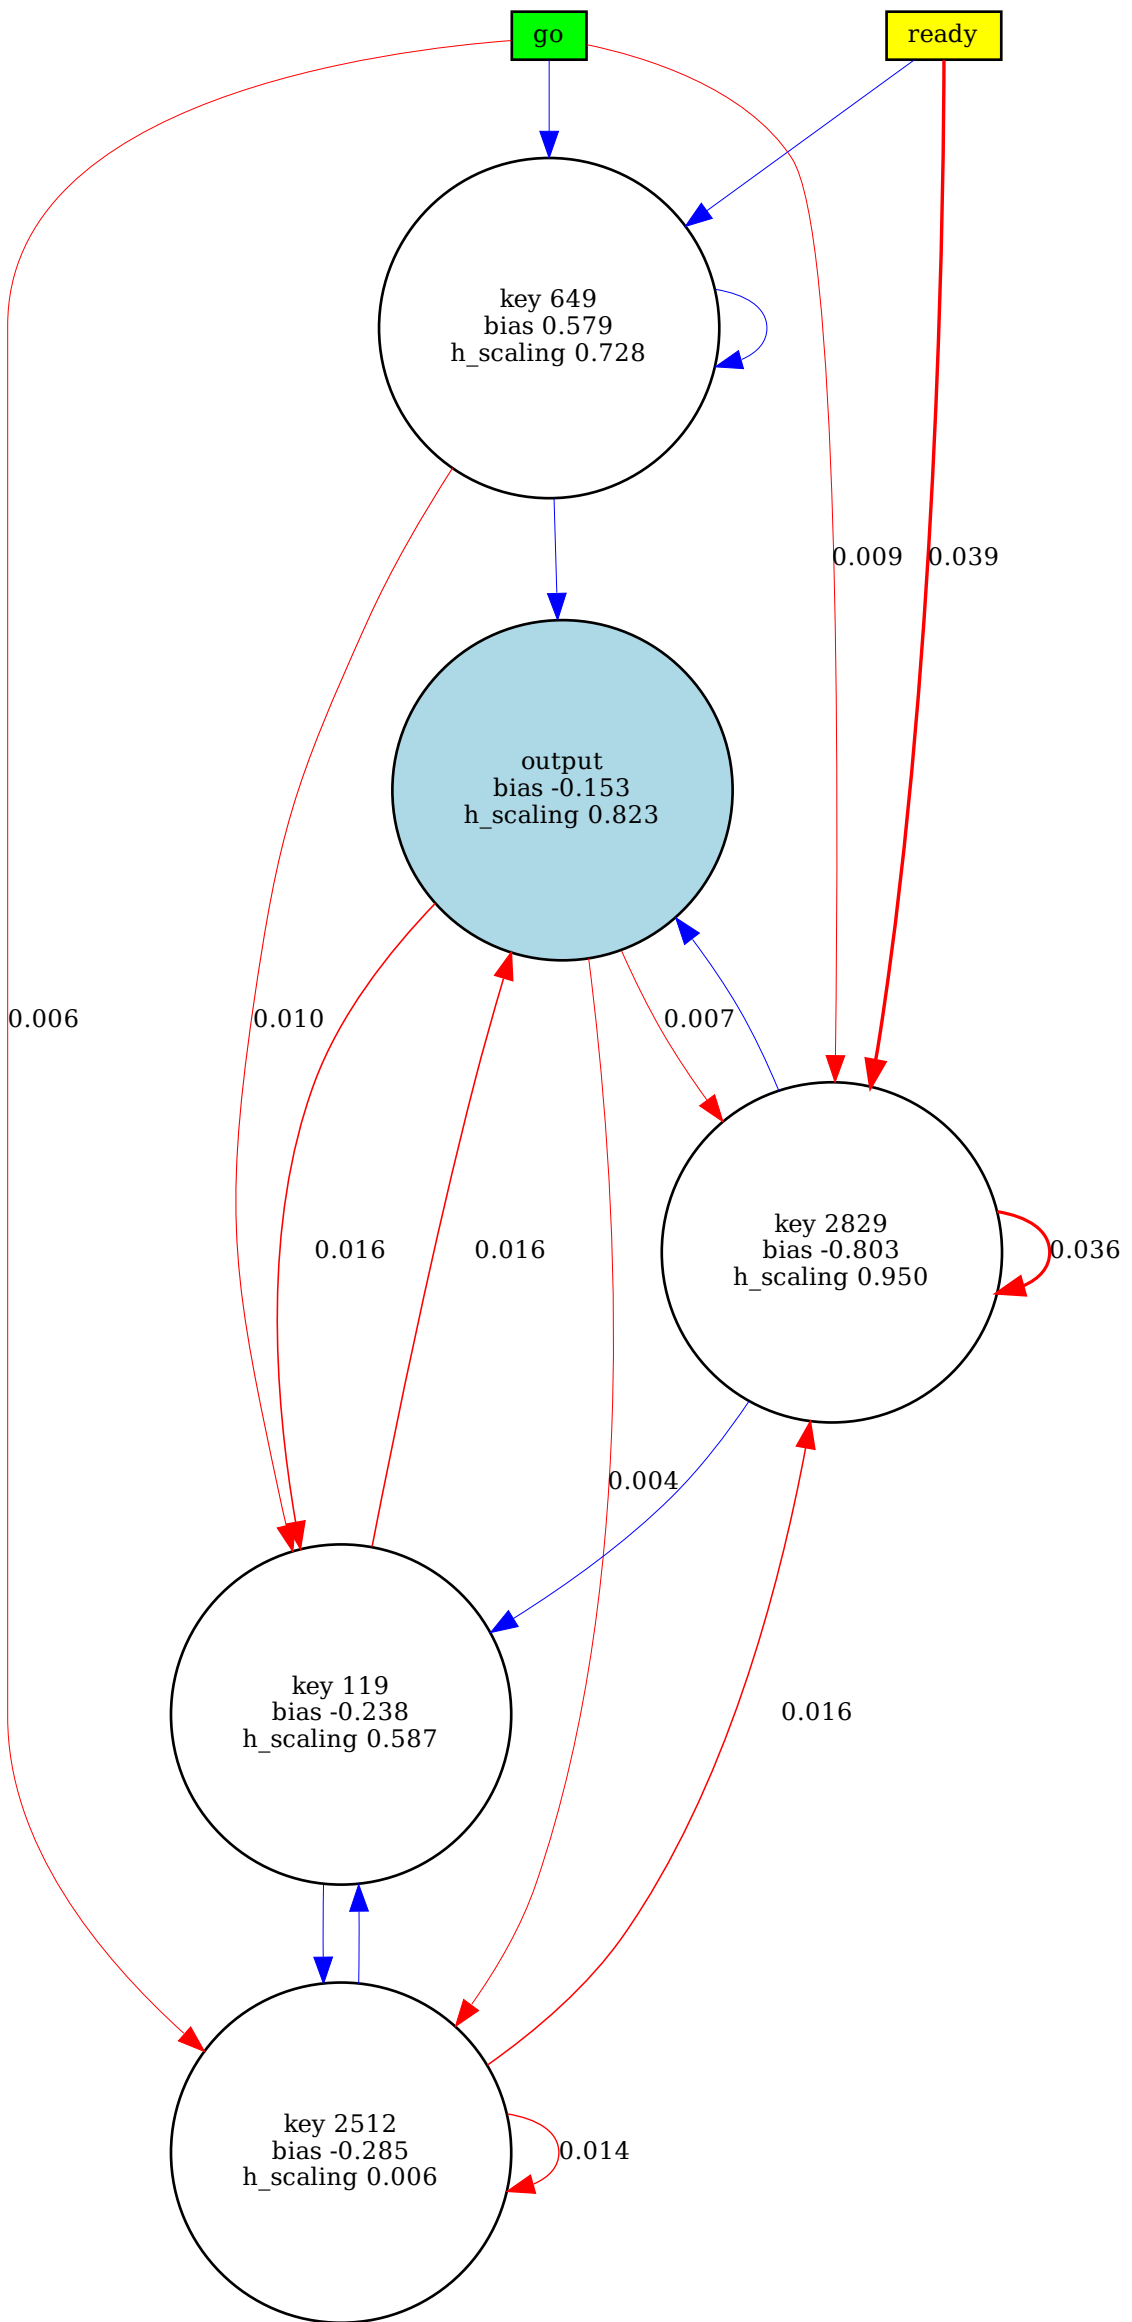 go
ready
key 649
bias 0.579
h_scaling 0.728
0.009
0.039
output
bias -0.153
h_scaling 0.823
0.006
0.010
0.007
key 2829
bias -0.803
h_scaling 0.950
0.016
0.016
0.036
0.004
key 119
bias -0.238
h_scaling 0.587
0.016
key 2512
bias -0.285
h_scaling 0.006
0.014